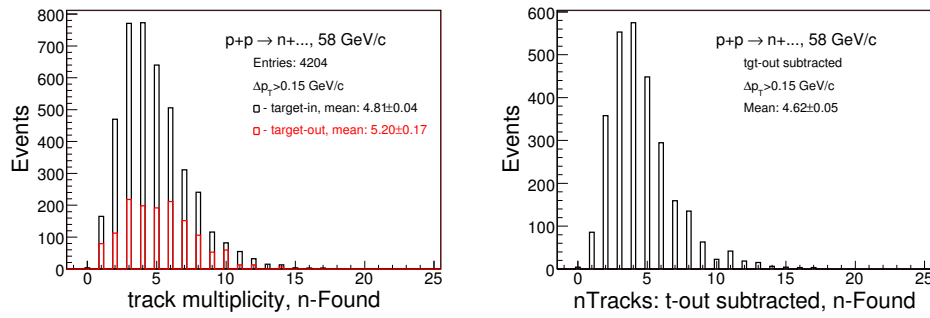 p+p → n+..., 58 GeV/c
Entries: 4204
Δp_T>0.15 GeV/c
- target-in, mean: 4.81±0.04
- target-out, mean: 5.20±0.17
Events
800
700
600
500
400
300
200
100
0
0 5 10 15 20 25
track multiplicity, n-Found
p+p → n+..., 58 GeV/c
tgt-out subtracted
Δp_T>0.15 GeV/c
Mean: 4.62±0.05
Events
600
500
400
300
200
100
0
0 5 10 15 20 25
nTracks: t-out subtracted, n-Found